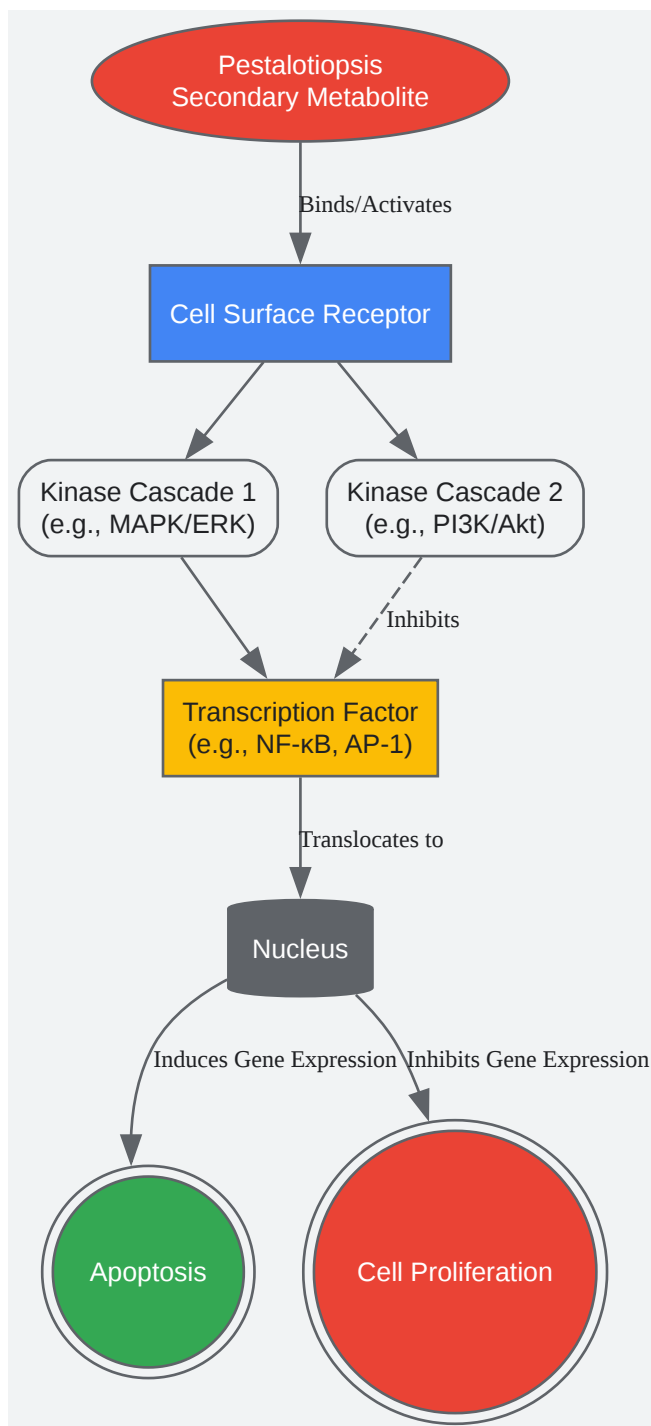 Pestalotiopsis
Secondary Metabolite
Binds/Activates
Cell Surface Receptor
Kinase Cascade 1
(e.g., MAPK/ERK)
Kinase Cascade 2
(e.g., PI3K/Akt)
Inhibits
Transcription Factor
(e.g., NF-κB, AP-1)
Translocates to
Nucleus
Induces Gene Expression
Inhibits Gene Expression
Apoptosis
Cell Proliferation